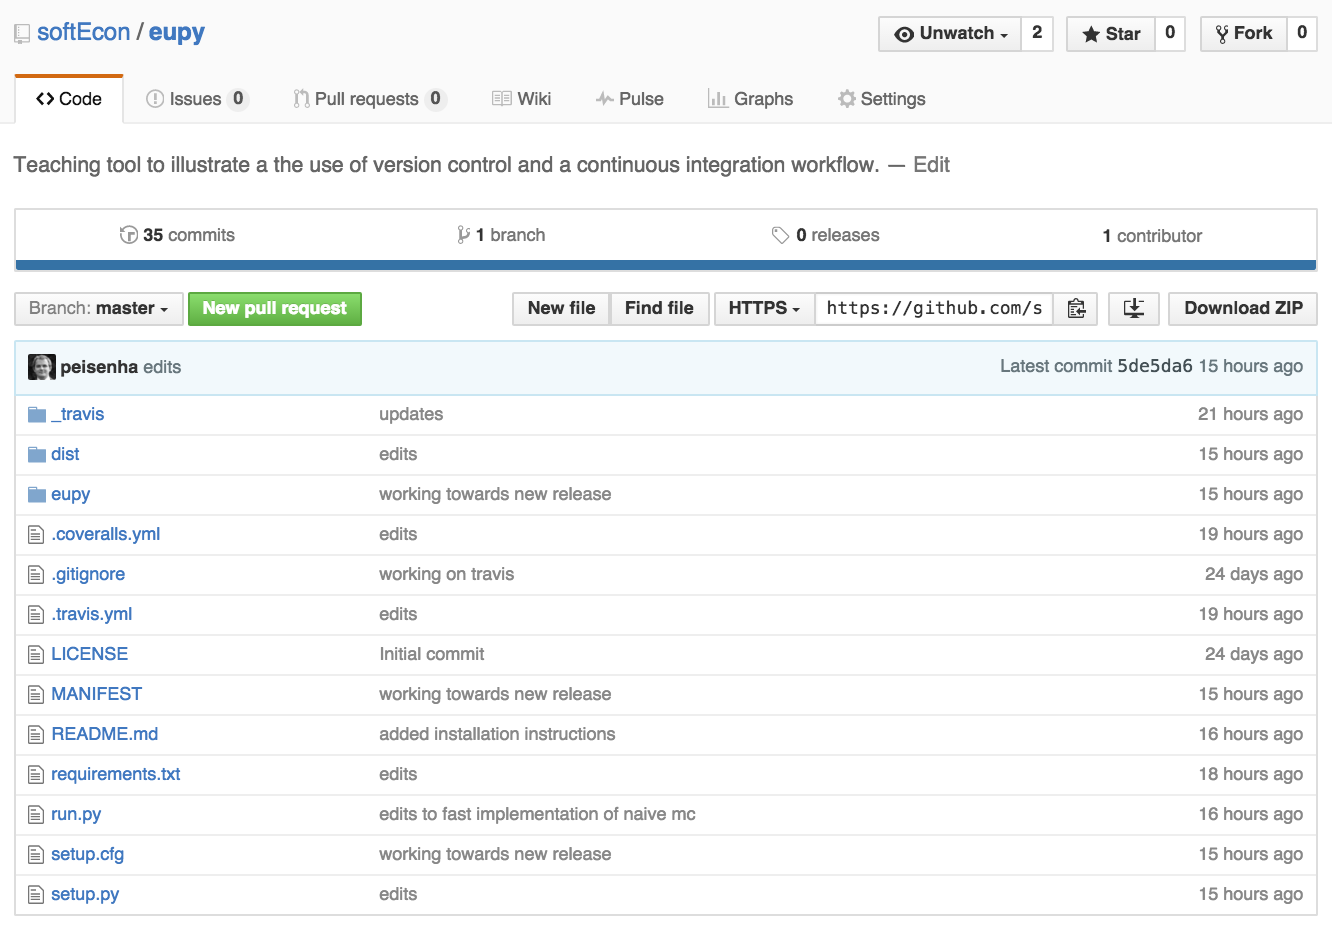 softEcon / eupy Unwatch 2 Star 0 Fork 0
Code Issues 0 Pull requests 0 Wiki Pulse Graphs Settings
Teaching tool to illustrate a the use of version control and a continuous integration workflow. — Edit
35 commits 1 branch 0 releases 1 contributor
Branch: master New pull request New file Find file HTTPS https://github.com/s Download ZIP
peisenha edits Latest commit 5de5da6 15 hours ago
_travis updates 21 hours ago
dist edits 15 hours ago
eupy working towards new release 15 hours ago
.coveralls.yml edits 19 hours ago
.gitignore working on travis 24 days ago
.travis.yml edits 19 hours ago
LICENSE Initial commit 24 days ago
MANIFEST working towards new release 15 hours ago
README.md added installation instructions 16 hours ago
requirements.txt edits 18 hours ago
run.py edits to fast implementation of naive mc 16 hours ago
setup.cfg working towards new release 15 hours ago
setup.py edits 15 hours ago